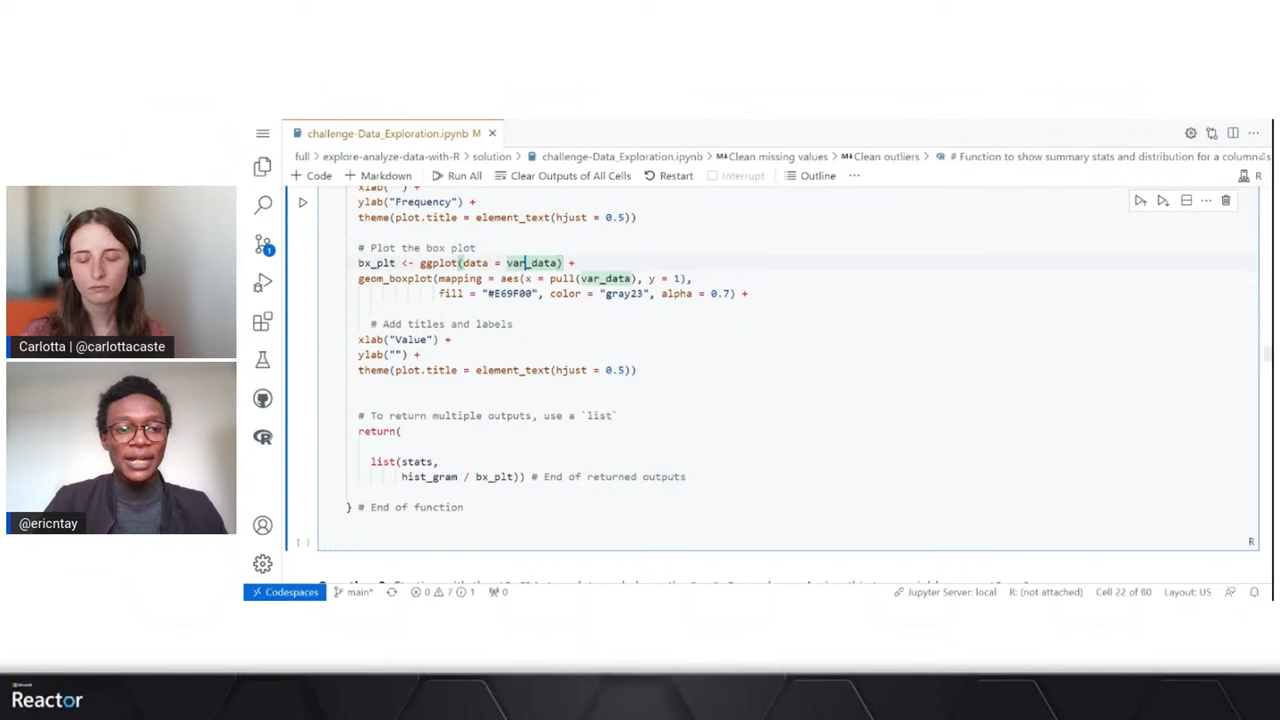 challenge-Data_Exploration.ipynb M
full > explore-analyze-data-with-R > solution > challenge-Data_Exploration.ipynb > M↓Clean missing values > M↓Clean outliers > # Function to show summary stats and distribution for a column
+ Code + Markdown Run All Clear Outputs of All Cells Restart Interrupt Outline ... R
xlab("") +
ylab("Frequency") +
theme(plot.title = element_text(hjust = 0.5))
# Plot the box plot
bx_plt <- ggplot(data = var_data) +
geom_boxplot(mapping = aes(x = pull(var_data), y = 1),
fill = "#E69F00", color = "gray23", alpha = 0.7) +
# Add titles and labels
xlab("Value") +
ylab("") +
theme(plot.title = element_text(hjust = 0.5))
# To return multiple outputs, use a `list`
return(
list(stats,
hist_gram / bx_plt)) # End of returned outputs
} # End of function
[ ]
R
1
Carlotta | @carlottacaste
@ericntay
Codespaces main* 0 7 1 0 Jupyter Server: local R: (not attached) Cell 22 of 80 Layout: US
Microsoft
Reactor